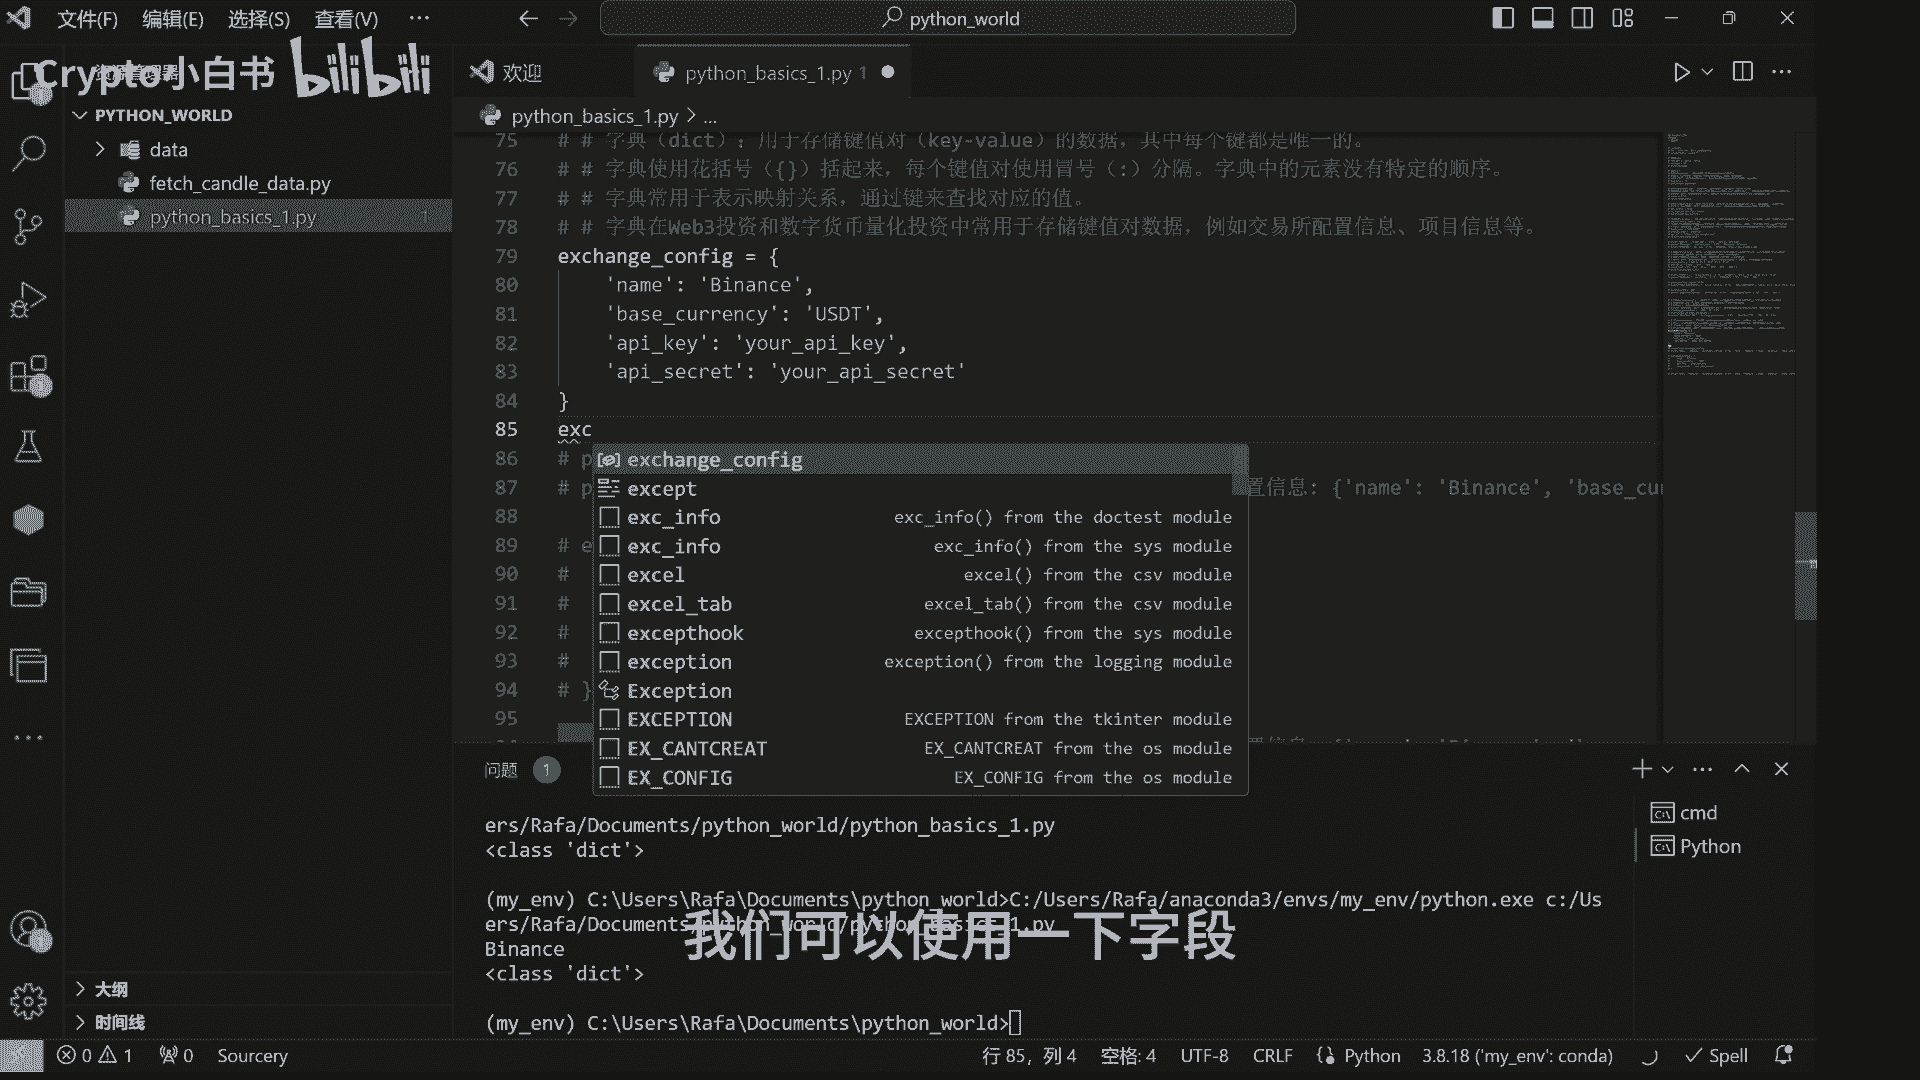 文件(F) 编辑(E) 选择(S) 查看(V) ··· python_world
Crypto小白书 bilibili
欢迎 python_basics_1.py 1
PYTHON_WORLD
data
fetch_candle_data.py
python_basics_1.py 1
python_basics_1.py > ...
75 # # 字典（dict）：用于存储键值对（key-value）的数据，其中每个键都是唯一的。
76 # # 字典使用花括号（{}）括起来，每个键值对使用冒号（:）分隔。字典中的元素没有特定的顺序。
77 # # 字典常用于表示映射关系，通过键来查找对应的值。
78 # # 字典在Web3投资和数字货币量化投资中常用于存储键值对数据，例如交易所配置信息、项目信息等。
79 exchange_config = {
80 'name': 'Binance',
81 'base_currency': 'USDT',
82 'api_key': 'your_api_key',
83 'api_secret': 'your_api_secret'
84 }
85 exc
86 # p
87 # p 置信息: {'name': 'Binance', 'base_cu
88
89 # e
90 #
91 #
92 #
93 #
94 # }
95
exchange_config
except
exc_info exc_info() from the doctest module
exc_info exc_info() from the sys module
excel excel() from the csv module
excel_tab excel_tab() from the csv module
excepthook excepthook() from the sys module
exception exception() from the logging module
Exception
EXCEPTION EXCEPTION from the tkinter module
EX_CANTCREAT EX_CANTCREAT from the os module
EX_CONFIG EX_CONFIG from the os module
问题 1
ers/Rafa/Documents/python_world/python_basics_1.py
<class 'dict'>
(my_env) C:\Users\Rafa\Documents\python_world>C:/Users/Rafa/anaconda3/envs/my_env/python.exe c:/Us
ers/Rafa/Documents/python_world/python_basics_1.py
Binance
<class 'dict'>
(my_env) C:\Users\Rafa\Documents\python_world>
cmd
Python
我们可以使用一下字段
大纲
时间线
0 1 0 Sourcery 行 85，列 4 空格: 4 UTF-8 CRLF Python 3.8.18 ('my_env': conda) Spell